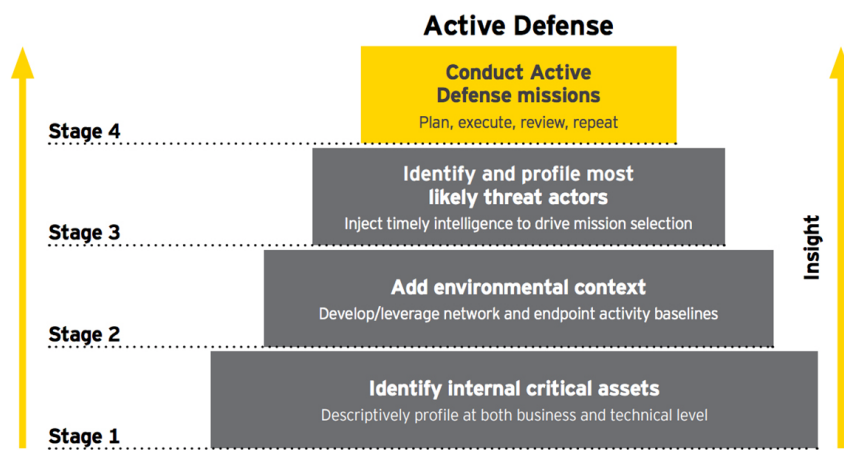 Active Defense
Conduct Active
Defense missions
Plan, execute, review, repeat
Stage 4
Identify and profile most
likely threat actors
Inject timely intelligence to drive mission selection
Stage 3
Insight
Add environmental context
Develop/leverage network and endpoint activity baselines
Stage 2
Identify internal critical assets
Descriptively profile at both business and technical level
Stage 1